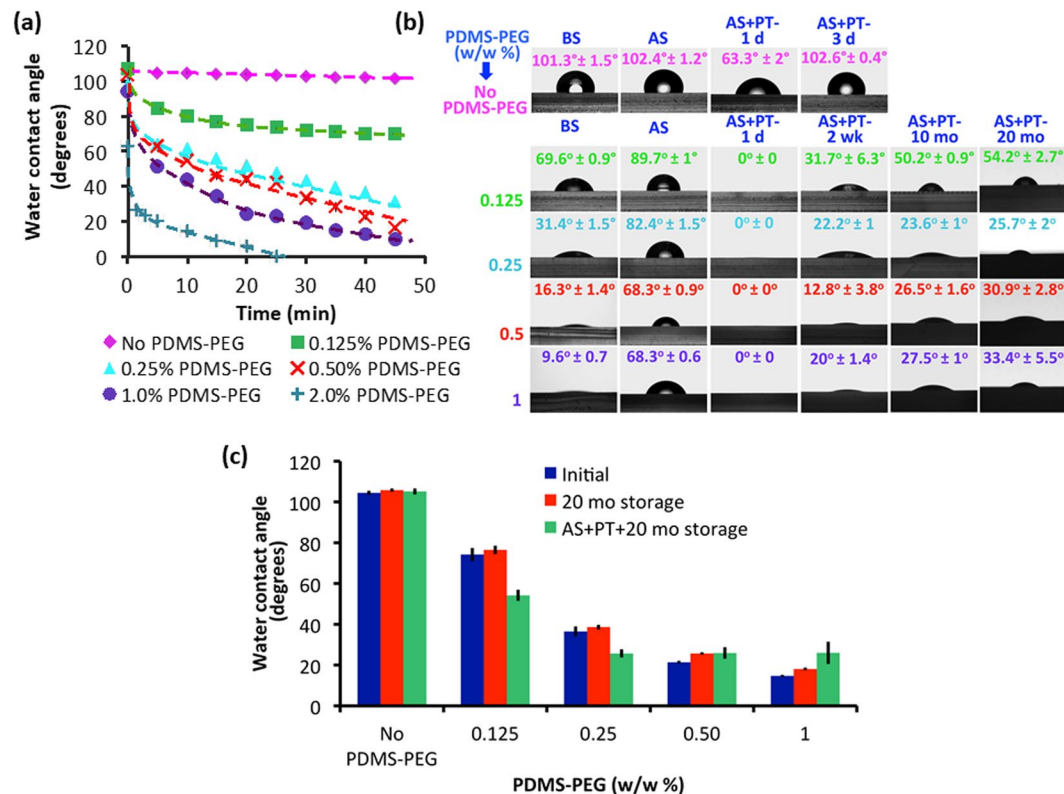 (a)
120
100
80
60
40
20
0
Water contact angle
(degrees)
0 10 20 30 40 50
Time (min)
No PDMS-PEG
0.125% PDMS-PEG
0.25% PDMS-PEG
0.50% PDMS-PEG
1.0% PDMS-PEG
2.0% PDMS-PEG
(b)
PDMS-PEG
(w/w %)
No
PDMS-PEG
BS AS AS+PT- 1 d AS+PT- 3 d
101.3°± 1.5° 102.4° ± 1.2° 63.3° ± 2° 102.6°± 0.4°
BS AS AS+PT- 1 d AS+PT- 2 wk AS+PT- 10 mo AS+PT- 20 mo
69.6° ± 0.9° 89.7° ± 1° 0° ± 0 31.7° ± 6.3° 50.2° ± 0.9° 54.2° ± 2.7°
0.125
31.4° ± 1.5° 82.4° ± 1.5° 0° ± 0 22.2° ± 1 23.6° ± 1° 25.7° ± 2°
0.25
16.3° ± 1.4° 68.3° ± 0.9° 0° ± 0° 12.8° ± 3.8° 26.5° ± 1.6° 30.9° ± 2.8°
0.5
9.6° ± 0.7 68.3° ± 0.6 0° ± 0 20° ± 1.4° 27.5° ± 1° 33.4° ± 5.5°
1
(c)
120
100
80
60
40
20
0
Water contact angle
(degrees)
Initial
20 mo storage
AS+PT+20 mo storage
No
PDMS-PEG
0.125 0.25 0.50 1
PDMS-PEG (w/w %)